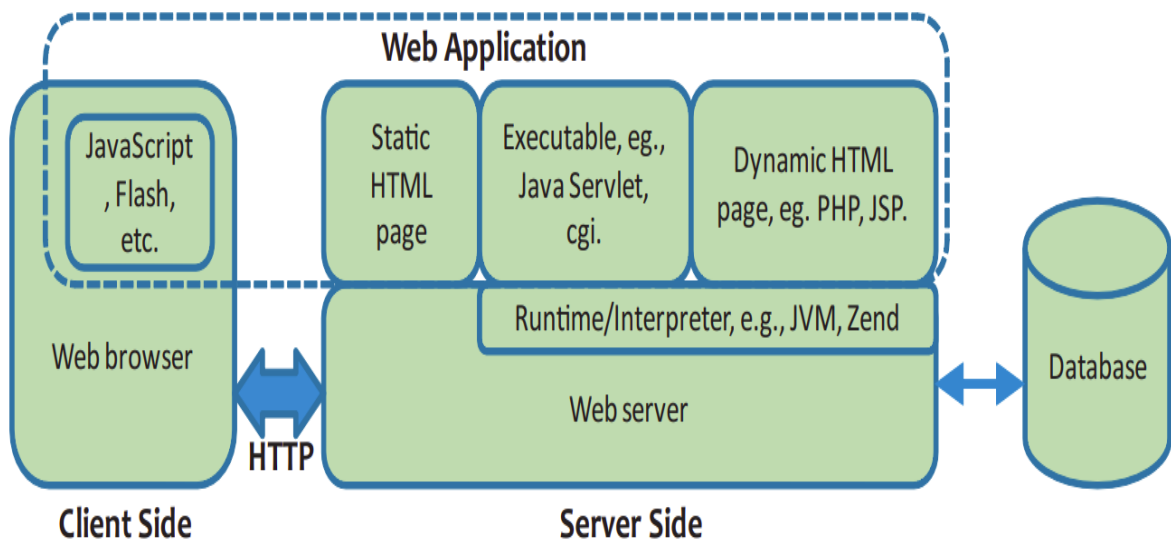 Web Application
JavaScript
, Flash,
etc.
Web browser
Static
HTML
page
Executable, eg.,
Java Servlet,
cgi.
Dynamic HTML
page, eg. PHP, JSP.
Runtime/Interpreter, e.g., JVM, Zend
Web server
HTTP
Database
Client Side
Server Side